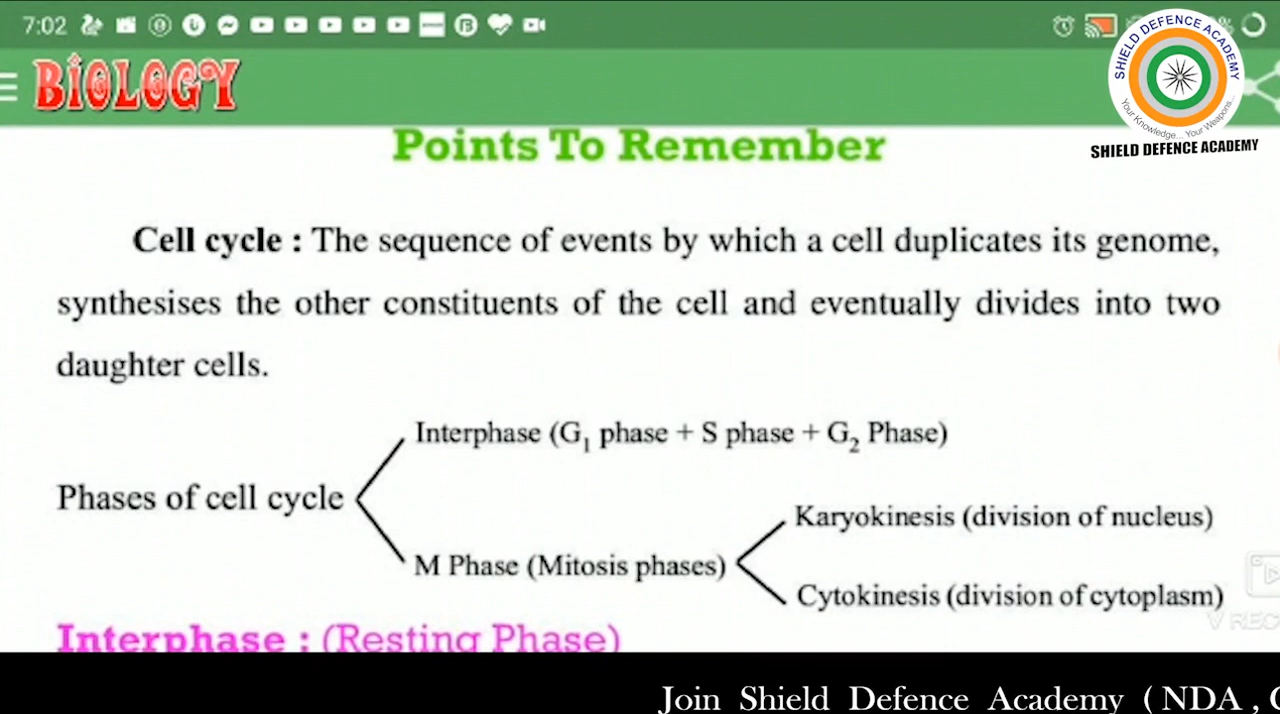 7:02
BIOLOGY
SHIELD DEFENCE ACADEMY
Your Knowledge... Your Weapons...
SHIELD DEFENCE ACADEMY
Points To Remember
Cell cycle : The sequence of events by which a cell duplicates its genome,
synthesises the other constituents of the cell and eventually divides into two
daughter cells.
Interphase (G₁ phase + S phase + G₂ Phase)
Phases of cell cycle
Karyokinesis (division of nucleus)
M Phase (Mitosis phases)
Cytokinesis (division of cytoplasm)
V REC
Interphase : (Resting Phase)
Join Shield Defence Academy ( NDA , C